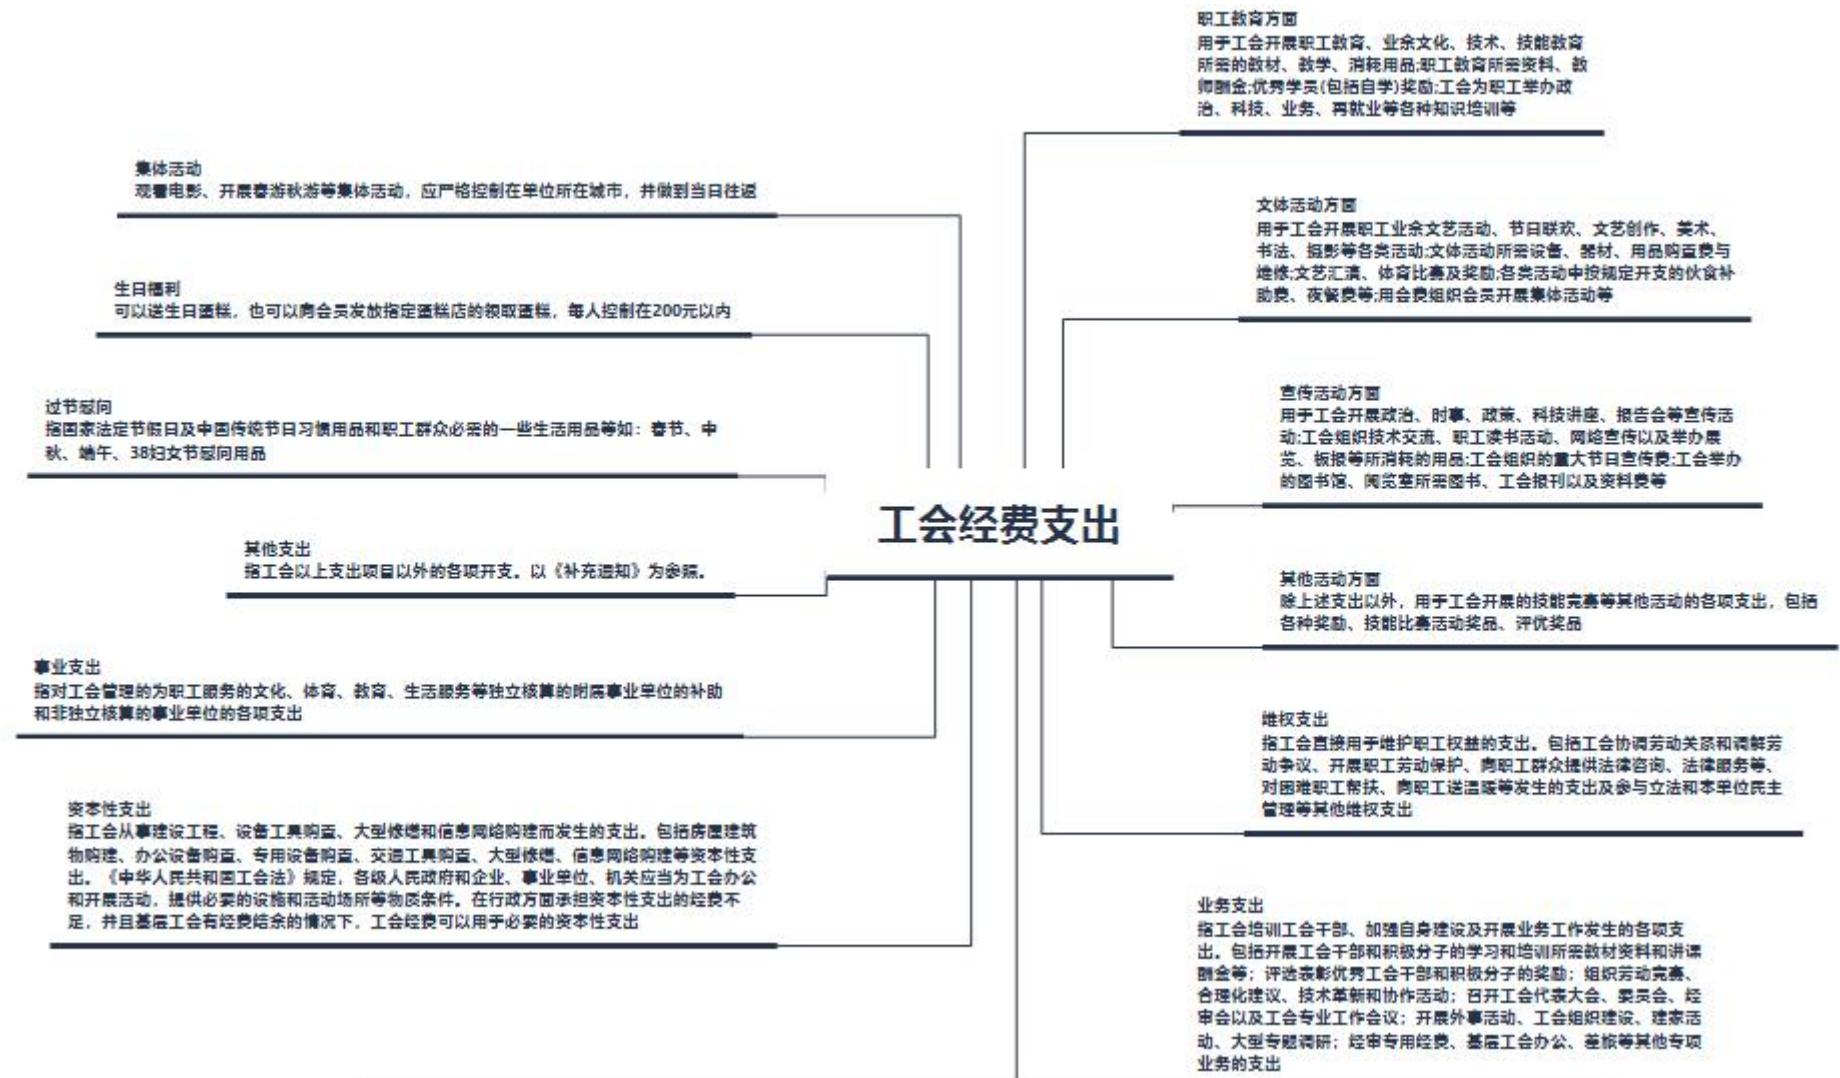 职工教育方面
用于工会开展职工教育、业余文化、技术、技能教育
所需的教材、教学、消耗用品;职工教育所需资料、教
师酬金;优秀学员(包括自学)奖励;工会为职工举办政
治、科技、业务、再就业等各种知识培训等
文体活动方面
用于工会开展职工业余文艺活动、节日联欢、文艺创作、美术、
书法、摄影等各类活动;文体活动所需设备、器材、用品购置费与
维修;文艺汇演、体育比赛及奖励;各类活动中按规定开支的伙食补
助费、夜餐费等;用会费组织会员开展集体活动等
宣传活动方面
用于工会开展政治、时事、政策、科技讲座、报告会等宣传活
动;工会组织技术交流、职工读书活动、网络宣传以及举办展
览、板报等所消耗的用品;工会组织的重大节日宣传费;工会举办
的图书馆、阅览室所需图书、工会报刊以及资料费等
其他活动方面
除上述支出以外，用于工会开展的技能竞赛等其他活动的各项支出，包括
各种奖励、技能比赛活动奖品、评优奖品
维权支出
指工会直接用于维护职工权益的支出。包括工会协调劳动关系和调解劳
动争议、开展职工劳动保护、向职工群众提供法律咨询、法律服务等、
对困难职工帮扶、向职工送温暖等发生的支出及参与立法和本单位民主
管理等其他维权支出
业务支出
指工会培训工会干部、加强自身建设及开展业务工作发生的各项支
出。包括开展工会干部和积极分子的学习和培训所需教材资料和讲课
酬金等；评选表彰优秀工会干部和积极分子的奖励；组织劳动竞赛、
合理化建议、技术革新和协作活动；召开工会代表大会、委员会、经
审会以及工会专业工作会议；开展外事活动、工会组织建设、建家活
动、大型专题调研；经审专用经费、基层工会办公、差旅等其他专项
业务的支出
工会经费支出
集体活动
观看电影、开展春游秋游等集体活动，应严格控制在单位所在城市，并做到当日往返
生日福利
可以送生日蛋糕，也可以向会员发放指定蛋糕店的领取蛋糕，每人控制在200元以内
过节慰问
指国家法定节假日及中国传统节日习惯用品和职工群众必需的一些生活用品等如：春节、中
秋、端午、38妇女节慰问用品
其他支出
指工会以上支出项目以外的各项开支。以《补充通知》为参照。
事业支出
指对工会管理的为职工服务的文化、体育、教育、生活服务等独立核算的附属事业单位的补助
和非独立核算的事业单位的各项支出
资本性支出
指工会从事建设工程、设备工具购置、大型修缮和信息网络购建而发生的支出。包括房屋建筑
物购建、办公设备购置、专用设备购置、交通工具购置、大型修缮、信息网络购建等资本性支
出。《中华人民共和国工会法》规定，各级人民政府和企业、事业单位、机关应当为工会办公
和开展活动，提供必要的设施和活动场所等物质条件。在行政方面承担资本性支出的经费不
足，并且基层工会有经费结余的情况下，工会经费可以用于必要的资本性支出